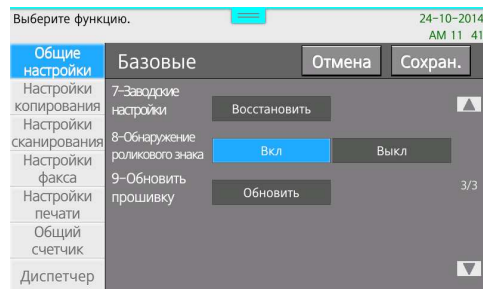 Выберите функцию.
24-10-2014
AM 11 41
Общие
настройки
Базовые
Отмена
Сохран.
Настройки
копирования
Настройки
сканирования
Настройки
факса
Настройки
печати
Общий
счетчик
Диспетчер
7-Заводские
настройки
Восстановить
8-Обнаружение
роликового знака
Вкл
Выкл
9-Обновить
прошивку
Обновить
3/3